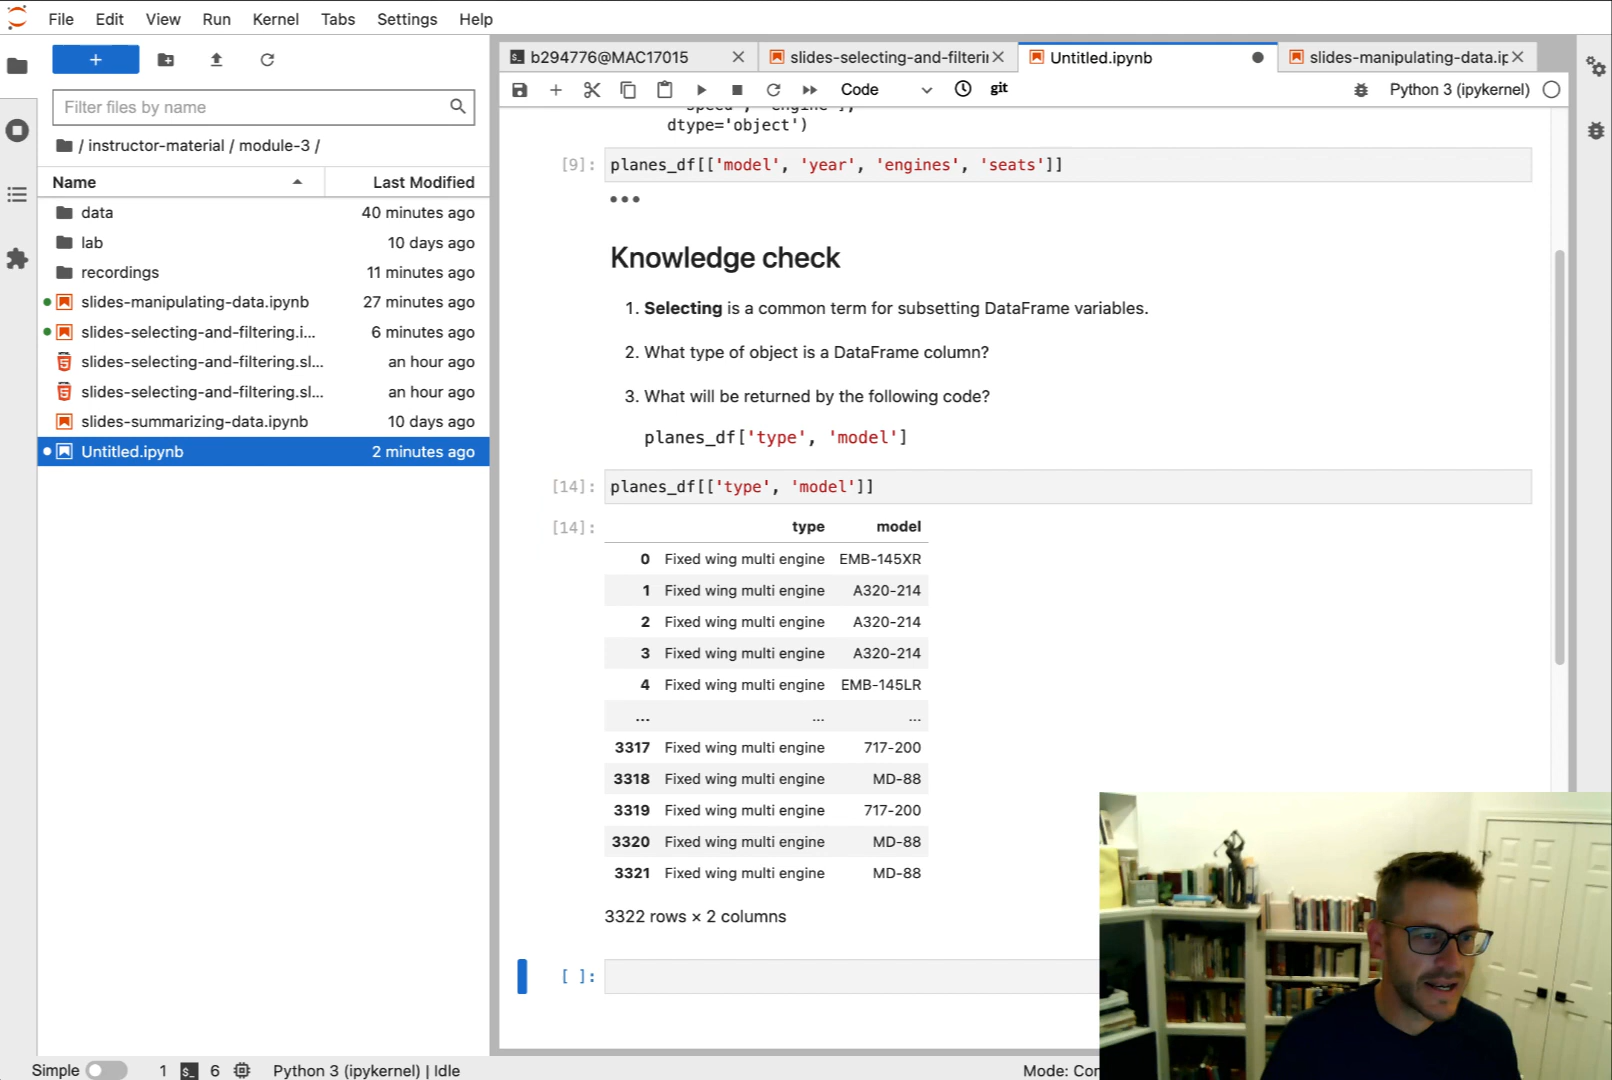 File Edit View Run Kernel Tabs Settings Help
+
Filter files by name
/ instructor-material / module-3 /
Name Last Modified
data 40 minutes ago
lab 10 days ago
recordings 11 minutes ago
slides-manipulating-data.ipynb 27 minutes ago
slides-selecting-and-filtering.i... 6 minutes ago
slides-selecting-and-filtering.sl... an hour ago
slides-selecting-and-filtering.sl... an hour ago
slides-summarizing-data.ipynb 10 days ago
Untitled.ipynb 2 minutes ago
b294776@MAC17015 slides-selecting-and-filterin Untitled.ipynb slides-manipulating-data.ip
Code git Python 3 (ipykernel)
dtype='object')
[9]: planes_df[['model', 'year', 'engines', 'seats']]
•••
Knowledge check
1. Selecting is a common term for subsetting DataFrame variables.
2. What type of object is a DataFrame column?
3. What will be returned by the following code?
planes_df['type', 'model']
[14]: planes_df[['type', 'model']]
[14]: type model
0 Fixed wing multi engine EMB-145XR
1 Fixed wing multi engine A320-214
2 Fixed wing multi engine A320-214
3 Fixed wing multi engine A320-214
4 Fixed wing multi engine EMB-145LR
... ... ...
3317 Fixed wing multi engine 717-200
3318 Fixed wing multi engine MD-88
3319 Fixed wing multi engine 717-200
3320 Fixed wing multi engine MD-88
3321 Fixed wing multi engine MD-88
3322 rows × 2 columns
[ ]:
Simple 1 6 Python 3 (ipykernel) | Idle Mode: